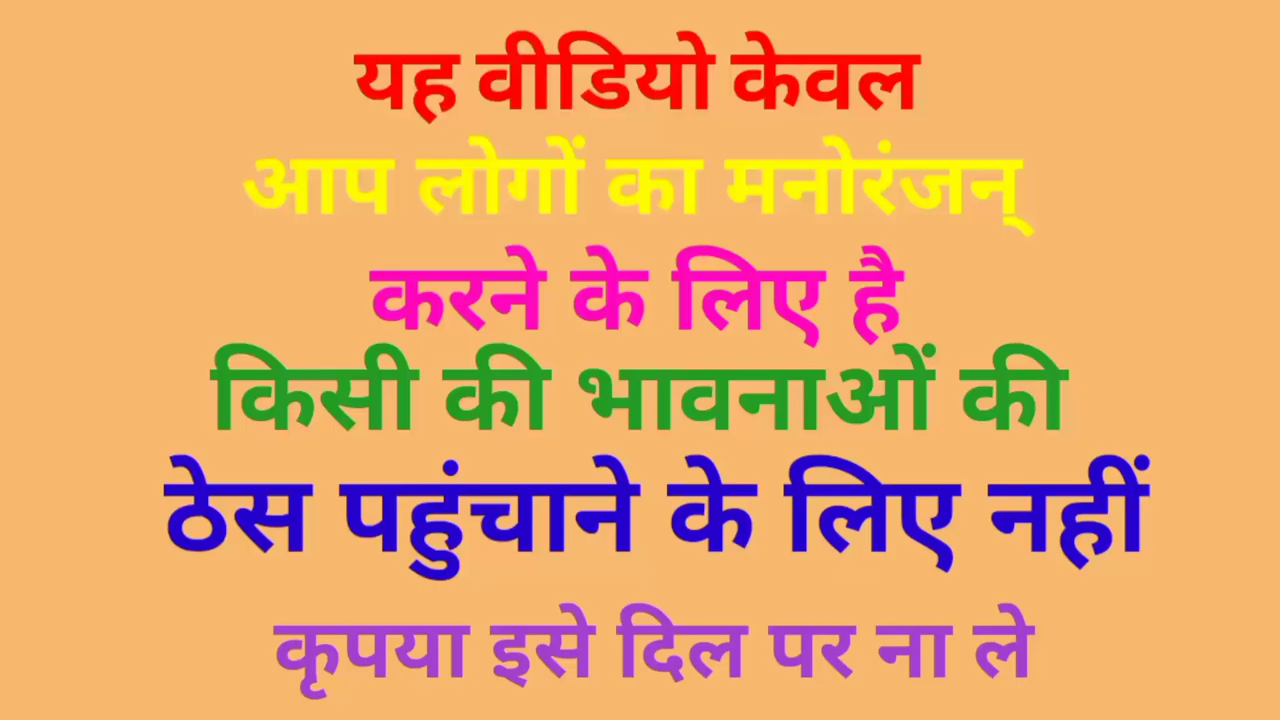 यह वीडियो केवल
आप लोगों का मनोरंजन्
करने के लिए है
किसी की भावनाओं की
ठेस पहुंचाने के लिए नहीं
कृपया इसे दिल पर ना ले